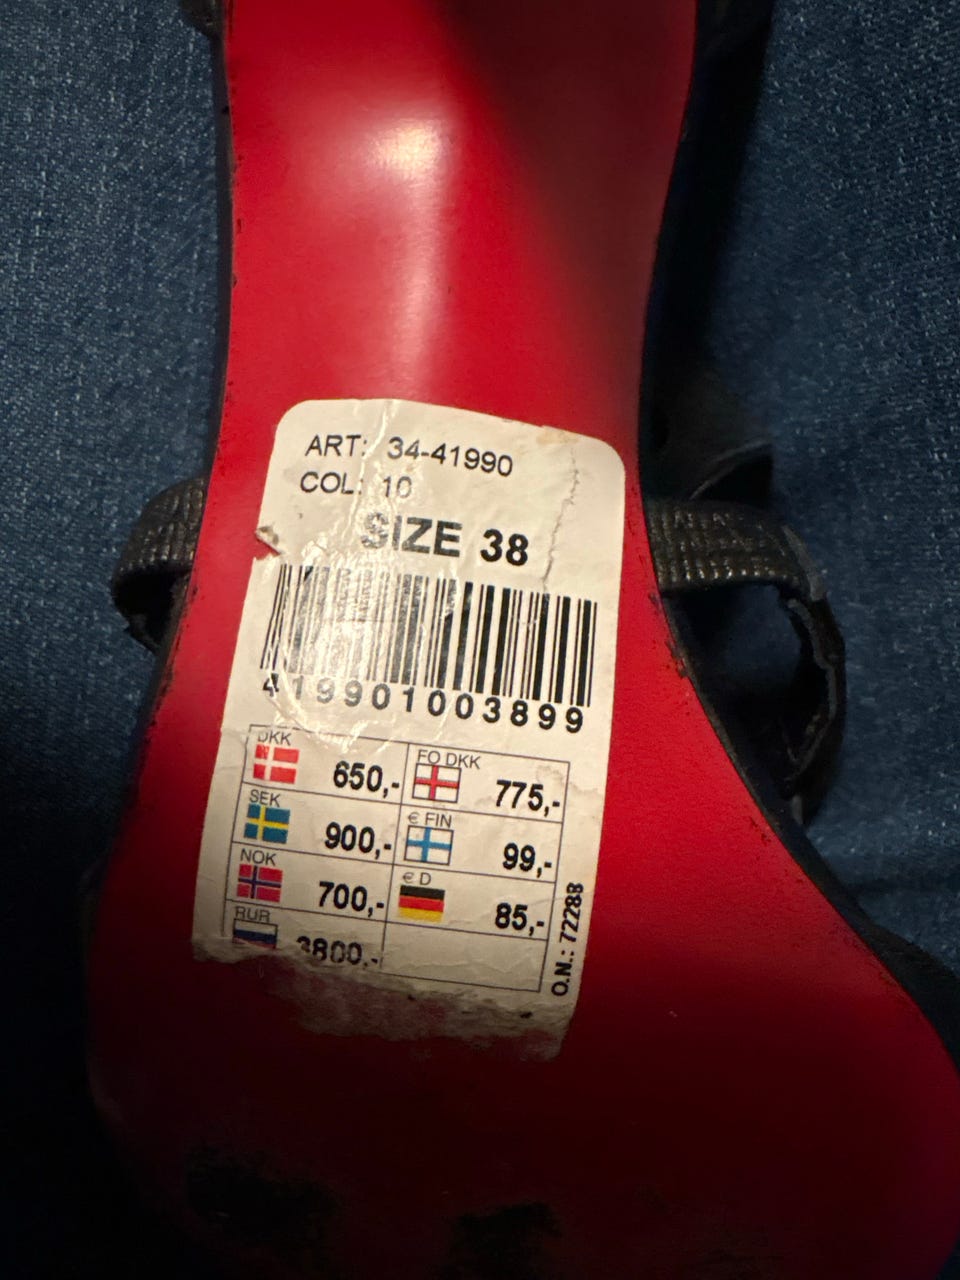 ART: 34-41990
COL: 10
SIZE 38
419901003899
DKK 650,- FO DKK 775,-
SEK 900,- € FIN 99,-
NOK 700,- € D 85,-
RUR 3800,-
O.N.: 72288